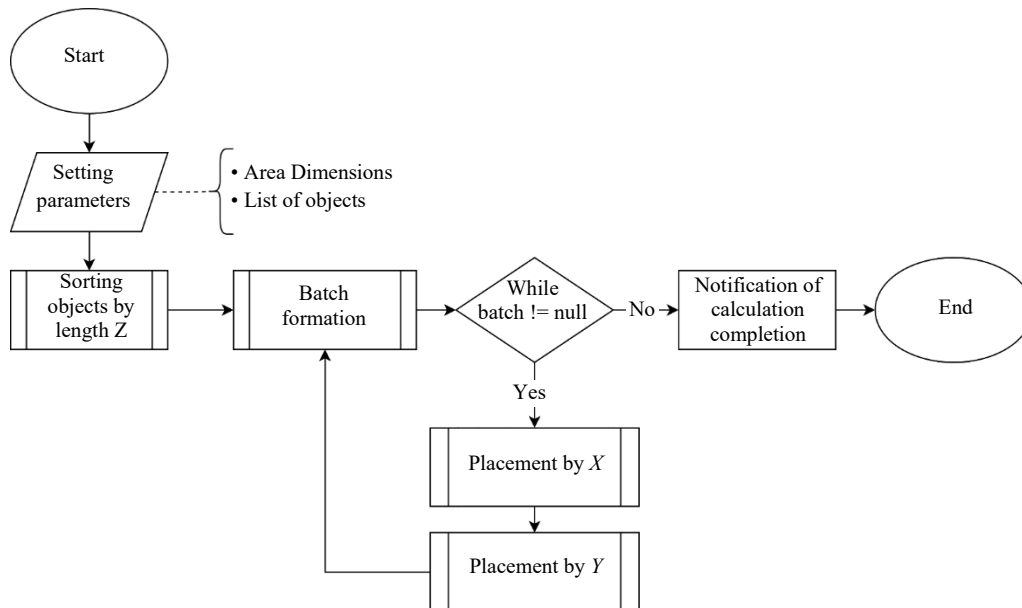 Start
Setting
parameters
• Area Dimensions
• List of objects
Sorting
objects by
length Z
Batch
formation
While
batch != null
No
Notification of
calculation
completion
End
Yes
Placement by X
Placement by Y